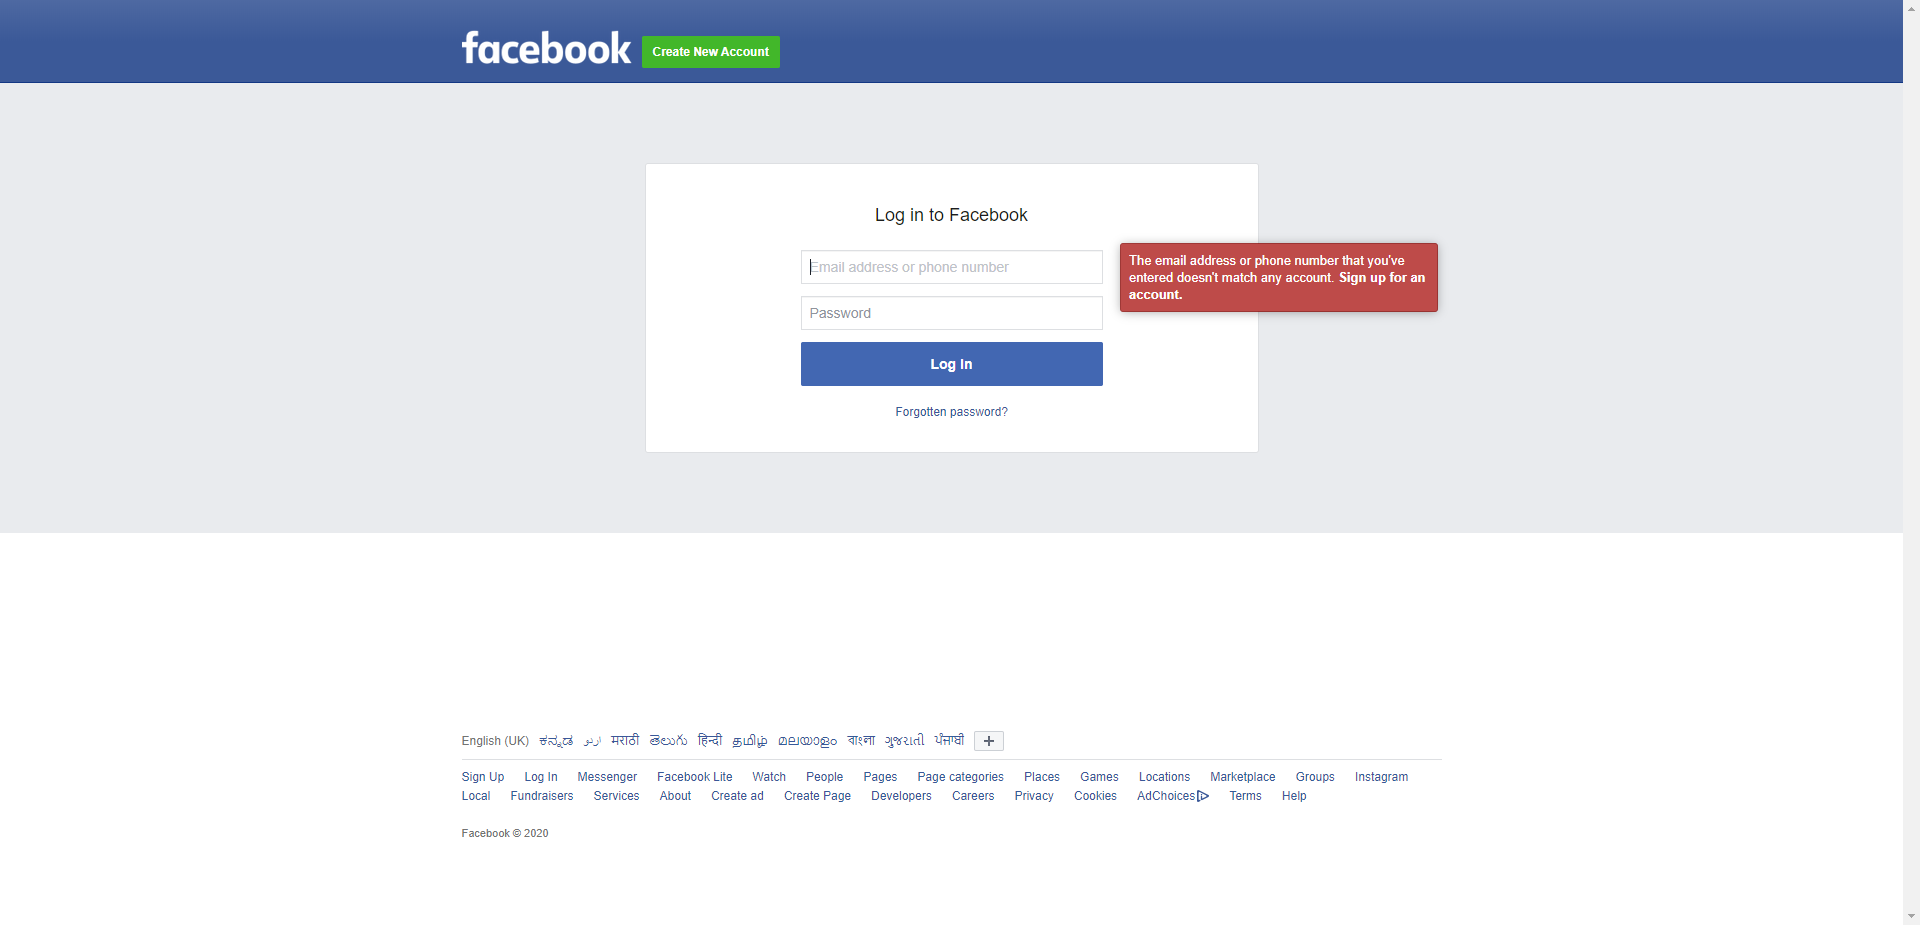 facebook Create New Account
Log in to Facebook
Email address or phone number
The email address or phone number that you've
entered doesn't match any account. Sign up for an
account.
Password
Log In
Forgotten password?
English (UK) ಕನ್ನಡ اردو मराठी తెలుగు हिन्दी தமிழ் മലയാളം বাংলা ગુજરાતી ਪੰਜਾਬੀ
Sign Up Log In Messenger Facebook Lite Watch People Pages Page categories Places Games Locations Marketplace Groups Instagram
Local Fundraisers Services About Create ad Create Page Developers Careers Privacy Cookies AdChoices Terms Help
Facebook © 2020